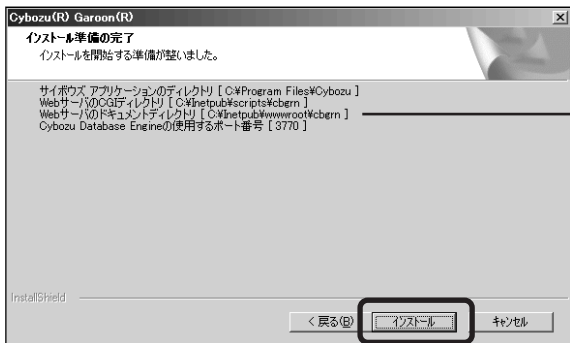 Cybozu(R) Garoon(R)
インストール準備の完了
インストールを開始する準備が整いました。
サイボウズ アプリケーションのディレクトリ [ C:¥Program Files¥Cybozu ]
WebサーバのCGIディレクトリ [ C:¥Inetpub¥scripts¥cbgrn ]
Webサーバのドキュメントディレクトリ [ C:¥Inetpub¥wwwroot¥cbgrn ]
Cybozu Database Engineの使用するポート番号 [ 3770 ]
InstallShield
< 戻る(B)
インストール
キャンセル